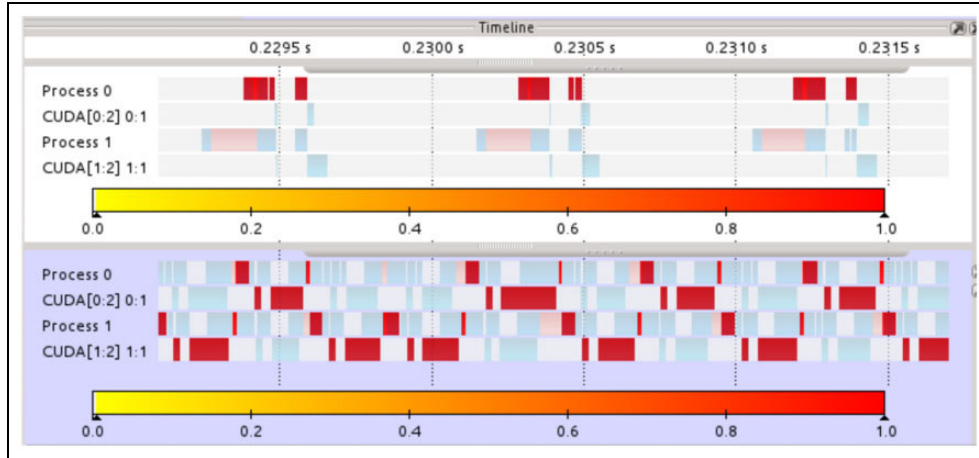 Timeline
0.2295 s 0.2300 s 0.2305 s 0.2310 s 0.2315 s
Process 0
CUDA[0:2] 0:1
Process 1
CUDA[1:2] 1:1
0.0 0.2 0.4 0.6 0.8 1.0
Process 0
CUDA[0:2] 0:1
Process 1
CUDA[1:2] 1:1
0.0 0.2 0.4 0.6 0.8 1.0